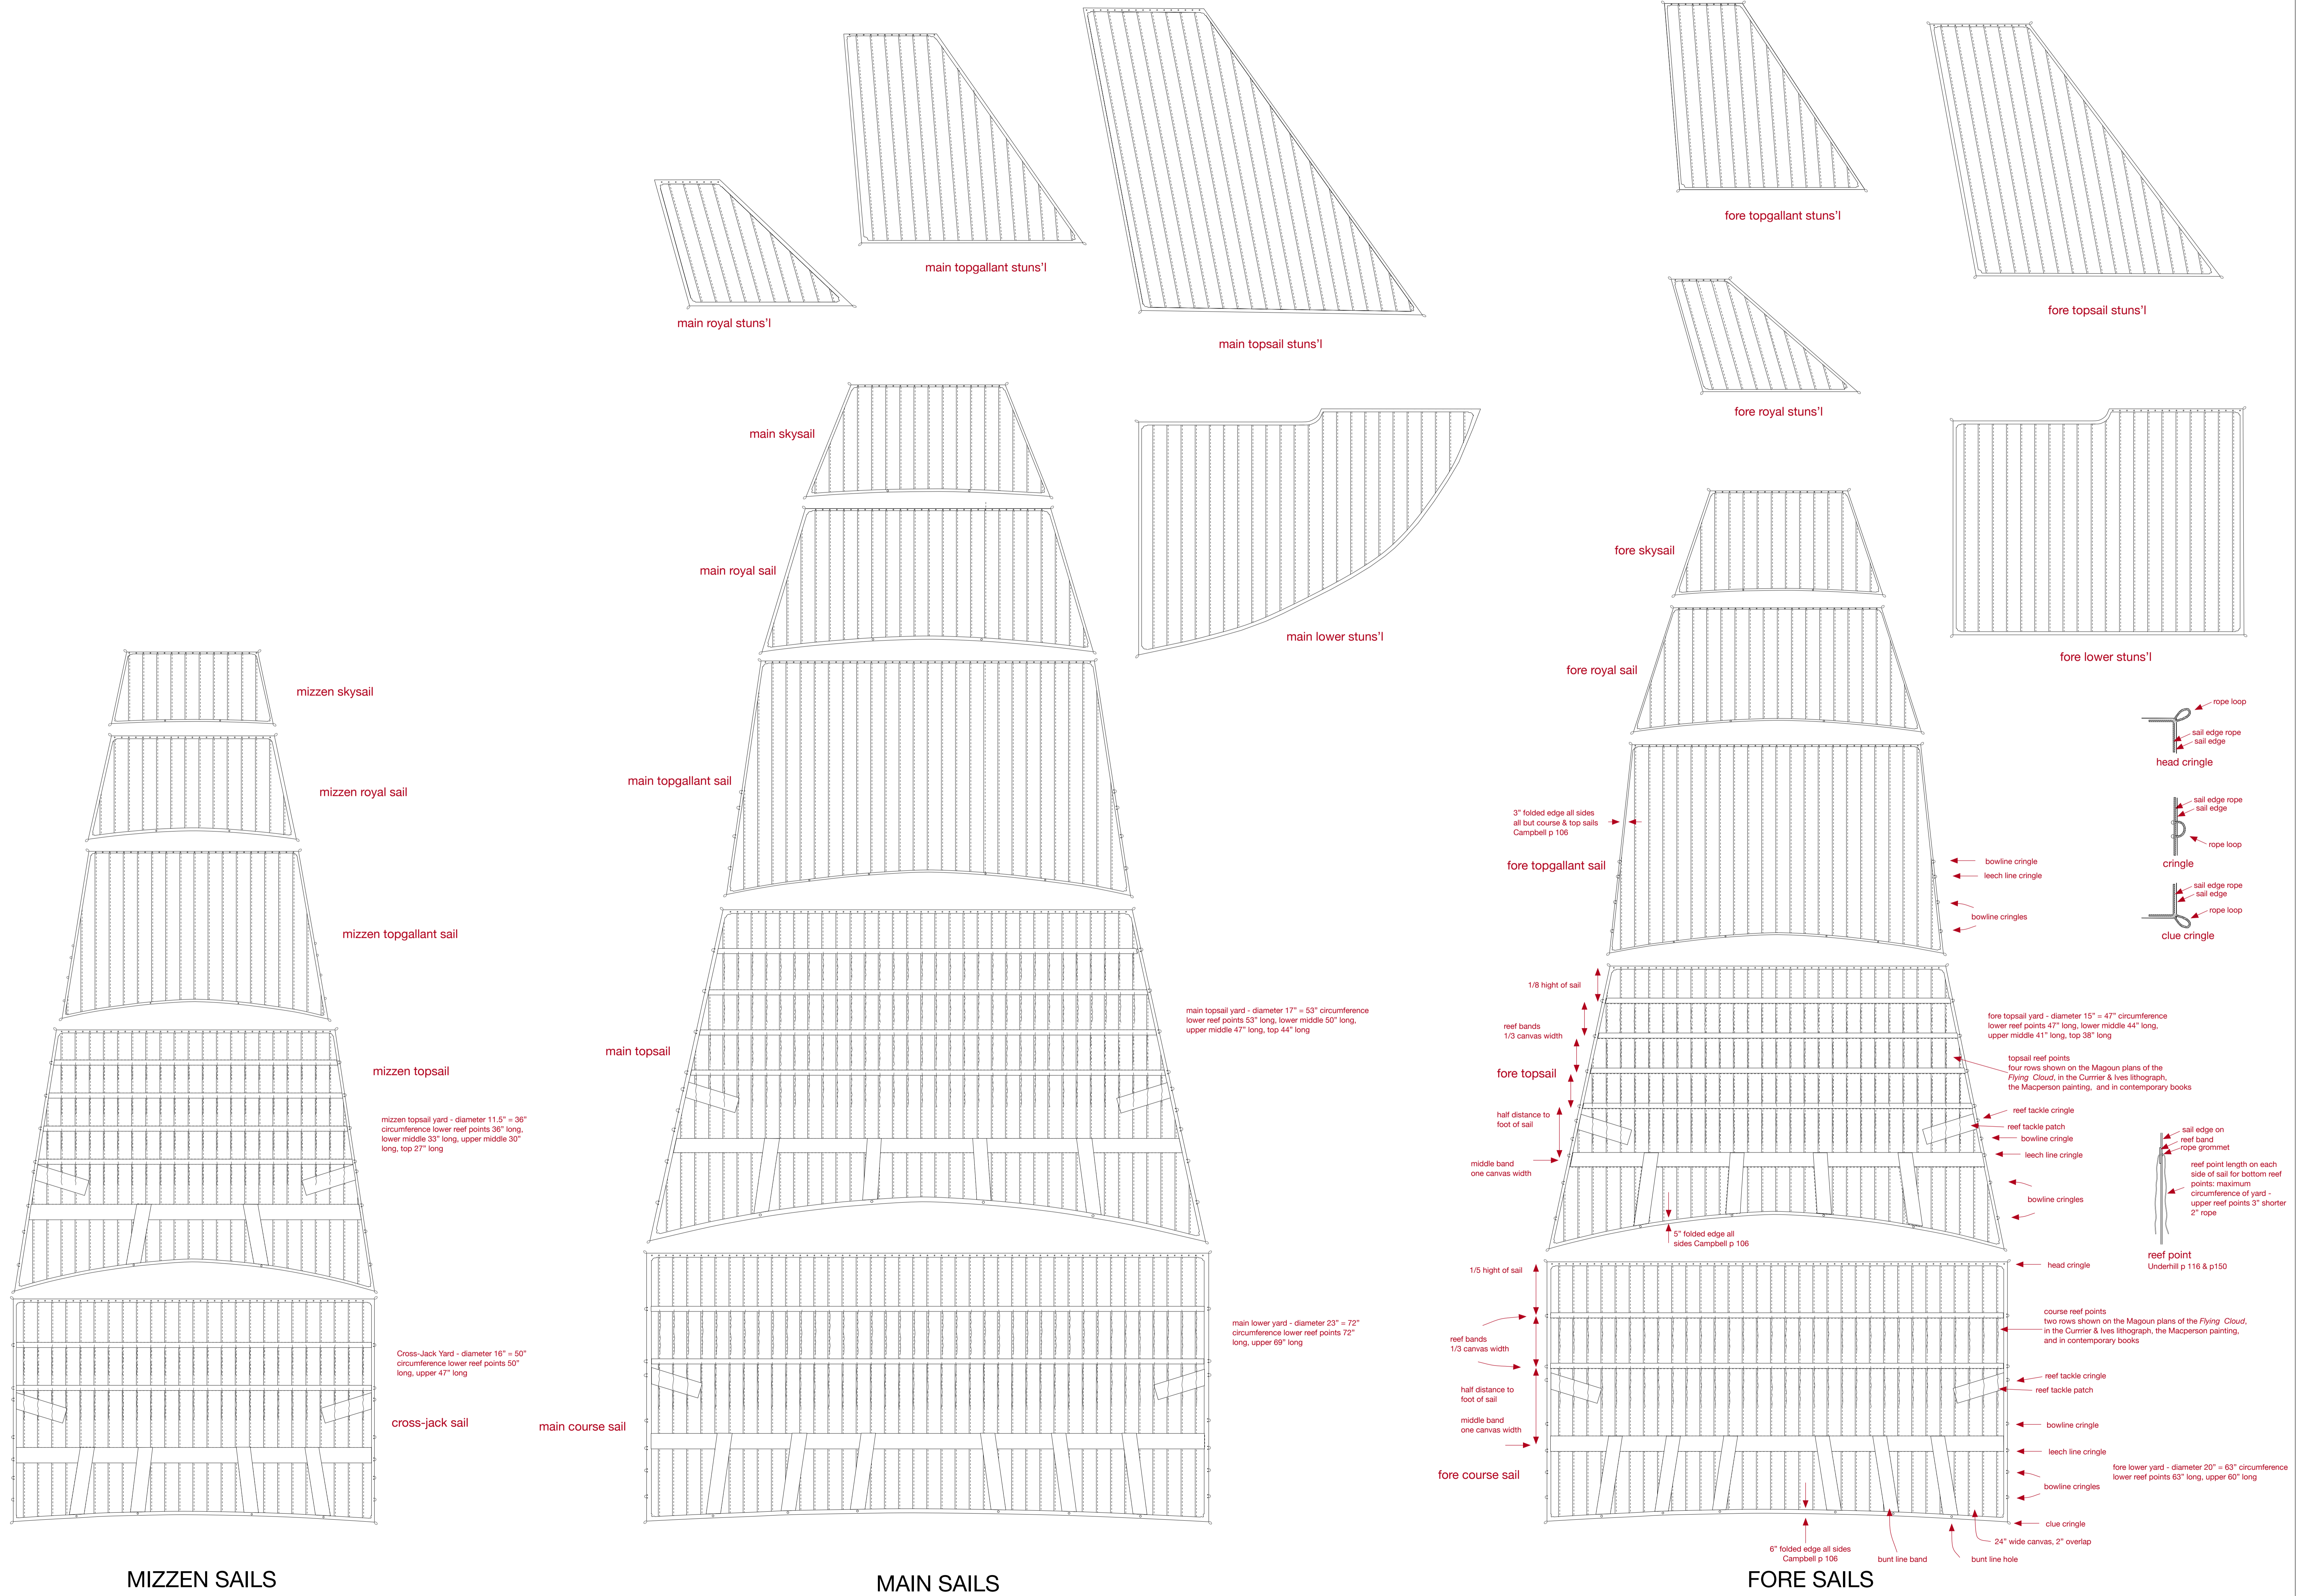 main royal stuns’l
main topgallant stuns’l
main topsail stuns’l
main skysail
main royal sail
main lower stuns’l
main topgallant sail
main topsail
main topsail yard - diameter 17” = 53” circumference
lower reef points 53” long, lower middle 50” long,
upper middle 47” long, top 44” long
main lower yard - diameter 23” = 72”
circumference lower reef points 72”
long, upper 69” long
main course sail
MAIN SAILS
mizzen skysail
mizzen royal sail
mizzen topgallant sail
mizzen topsail
mizzen topsail yard - diameter 11.5” = 36”
circumference lower reef points 36” long,
lower middle 33” long, upper middle 30”
long, top 27” long
Cross-Jack Yard - diameter 16” = 50”
circumference lower reef points 50”
long, upper 47” long
cross-jack sail
MIZZEN SAILS
fore topgallant stuns’l
fore topsail stuns’l
fore royal stuns’l
fore lower stuns’l
fore skysail
fore royal sail
3” folded edge all sides
all but course & top sails
Campbell p 106
fore topgallant sail
bowline cringle
leech line cringle
bowline cringles
rope loop
sail edge rope
sail edge
head cringle
sail edge rope
sail edge
rope loop
cringle
sail edge rope
sail edge
rope loop
clue cringle
1/8 hight of sail
reef bands
1/3 canvas width
fore topsail
half distance to
foot of sail
middle band
one canvas width
fore topsail yard - diameter 15” = 47” circumference
lower reef points 47” long, lower middle 44” long,
upper middle 41” long, top 38” long
topsail reef points
four rows shown on the Magoun plans of the
Flying Cloud, in the Currrier & Ives lithograph,
the Macperson painting, and in contemporary books
reef tackle cringle
reef tackle patch
bowline cringle
leech line cringle
bowline cringles
5” folded edge all
sides Campbell p 106
sail edge on
reef band
rope grommet
reef point length on each
side of sail for bottom reef
points: maximum
circumference of yard -
upper reef points 3” shorter
2” rope
reef point
Underhill p 116 & p150
1/5 hight of sail
reef bands
1/3 canvas width
half distance to
foot of sail
middle band
one canvas width
fore course sail
head cringle
course reef points
two rows shown on the Magoun plans of the Flying Cloud,
in the Currrier & Ives lithograph, the Macperson painting,
and in contemporary books
reef tackle cringle
reef tackle patch
bowline cringle
leech line cringle
fore lower yard - diameter 20” = 63” circumference
lower reef points 63” long, upper 60” long
bowline cringles
clue cringle
24” wide canvas, 2” overlap
6” folded edge all sides
Campbell p 106
bunt line band
bunt line hole
FORE SAILS